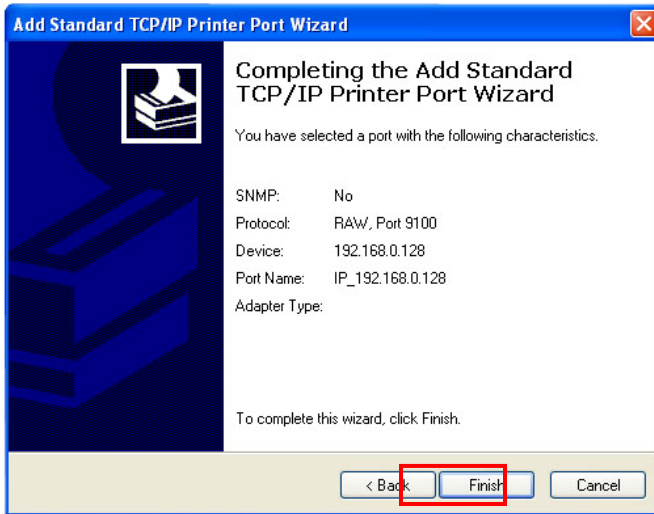 Add Standard TCP/IP Printer Port Wizard
Completing the Add Standard
TCP/IP Printer Port Wizard
You have selected a port with the following characteristics.
SNMP: No
Protocol: RAW, Port 9100
Device: 192.168.0.128
Port Name: IP_192.168.0.128
Adapter Type:
To complete this wizard, click Finish.
< Back Finish Cancel